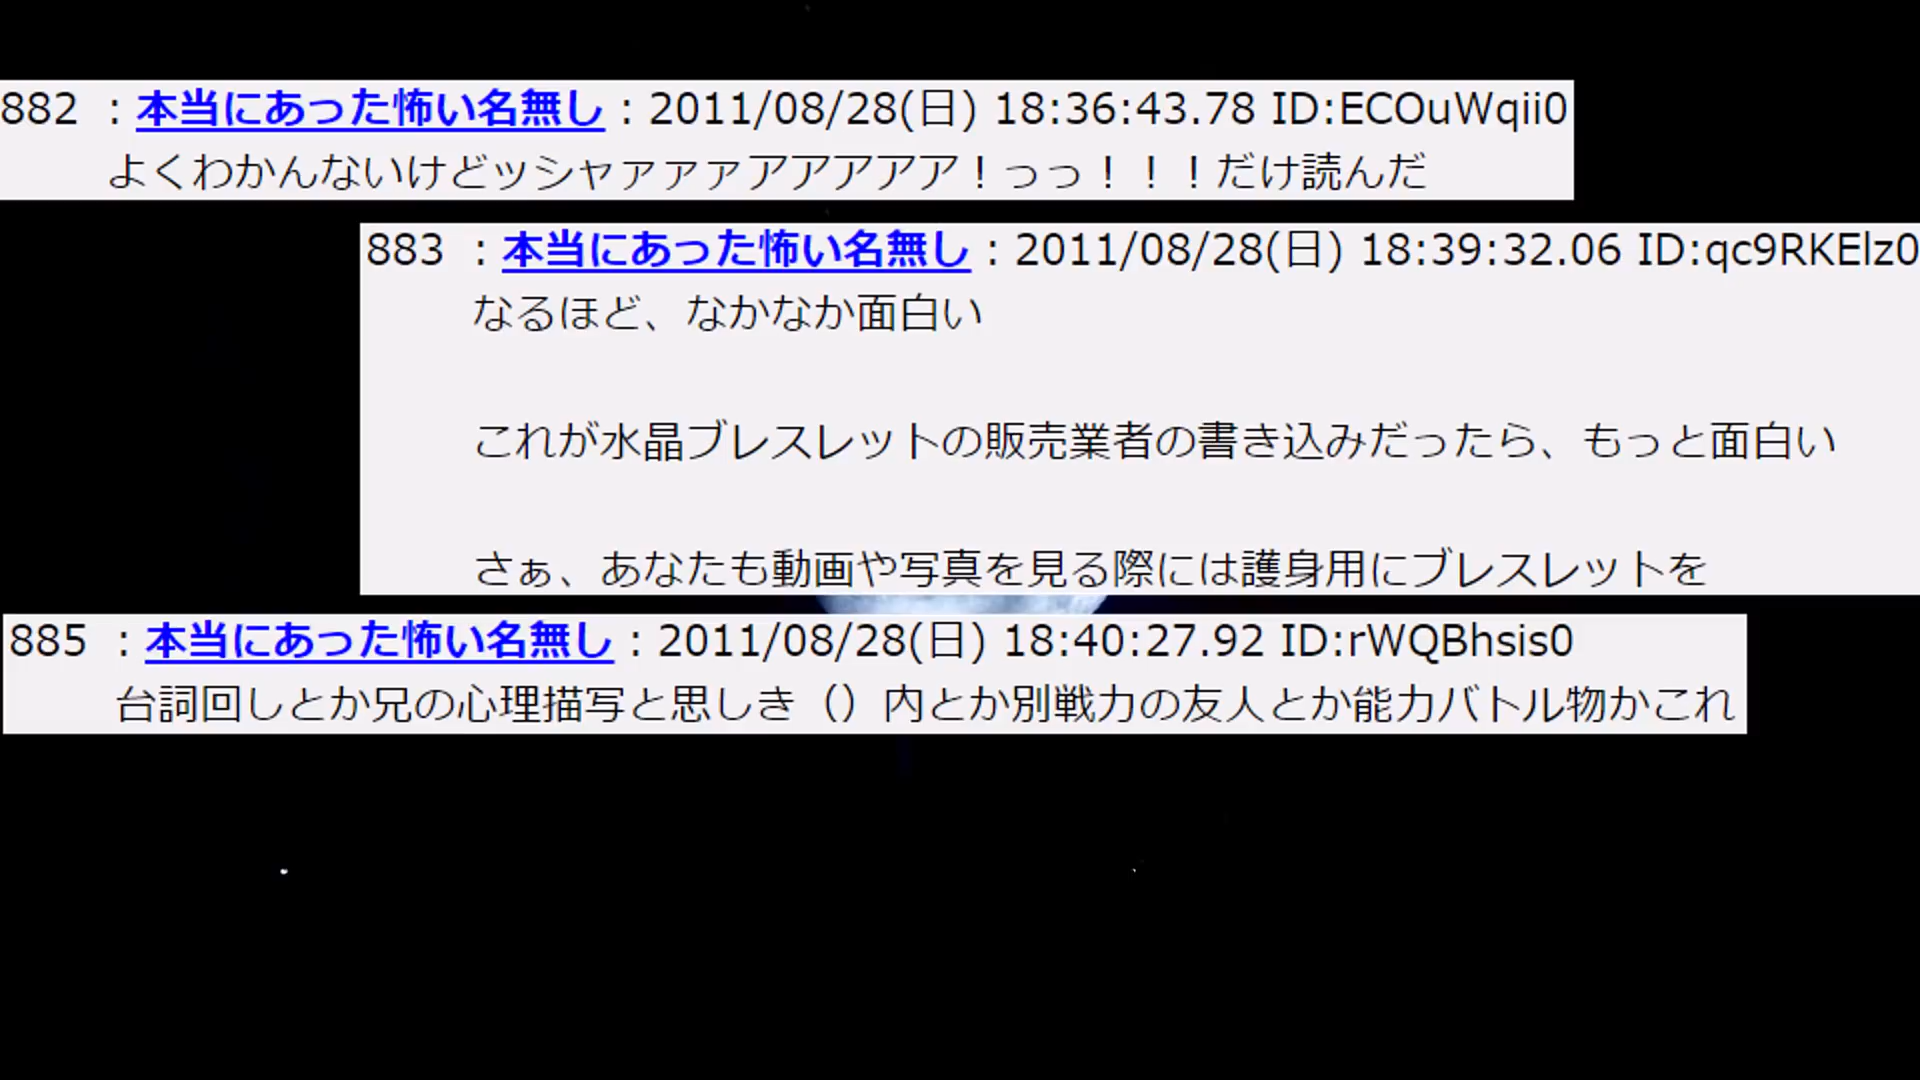 882 ：本当にあった怖い名無し：2011/08/28(日) 18:36:43.78 ID:ECOuWqii0
よくわかんないけどッシャァァァアアアアア！っっ！！！だけ読んだ
883 ：本当にあった怖い名無し：2011/08/28(日) 18:39:32.06 ID:qc9RKElz0
なるほど、なかなか面白い
これが水晶ブレスレットの販売業者の書き込みだったら、もっと面白い
さぁ、あなたも動画や写真を見る際には護身用にブレスレットを
885 ：本当にあった怖い名無し：2011/08/28(日) 18:40:27.92 ID:rWQBhsis0
台詞回しとか兄の心理描写と思しき（）内とか別戦力の友人とか能力バトル物かこれ